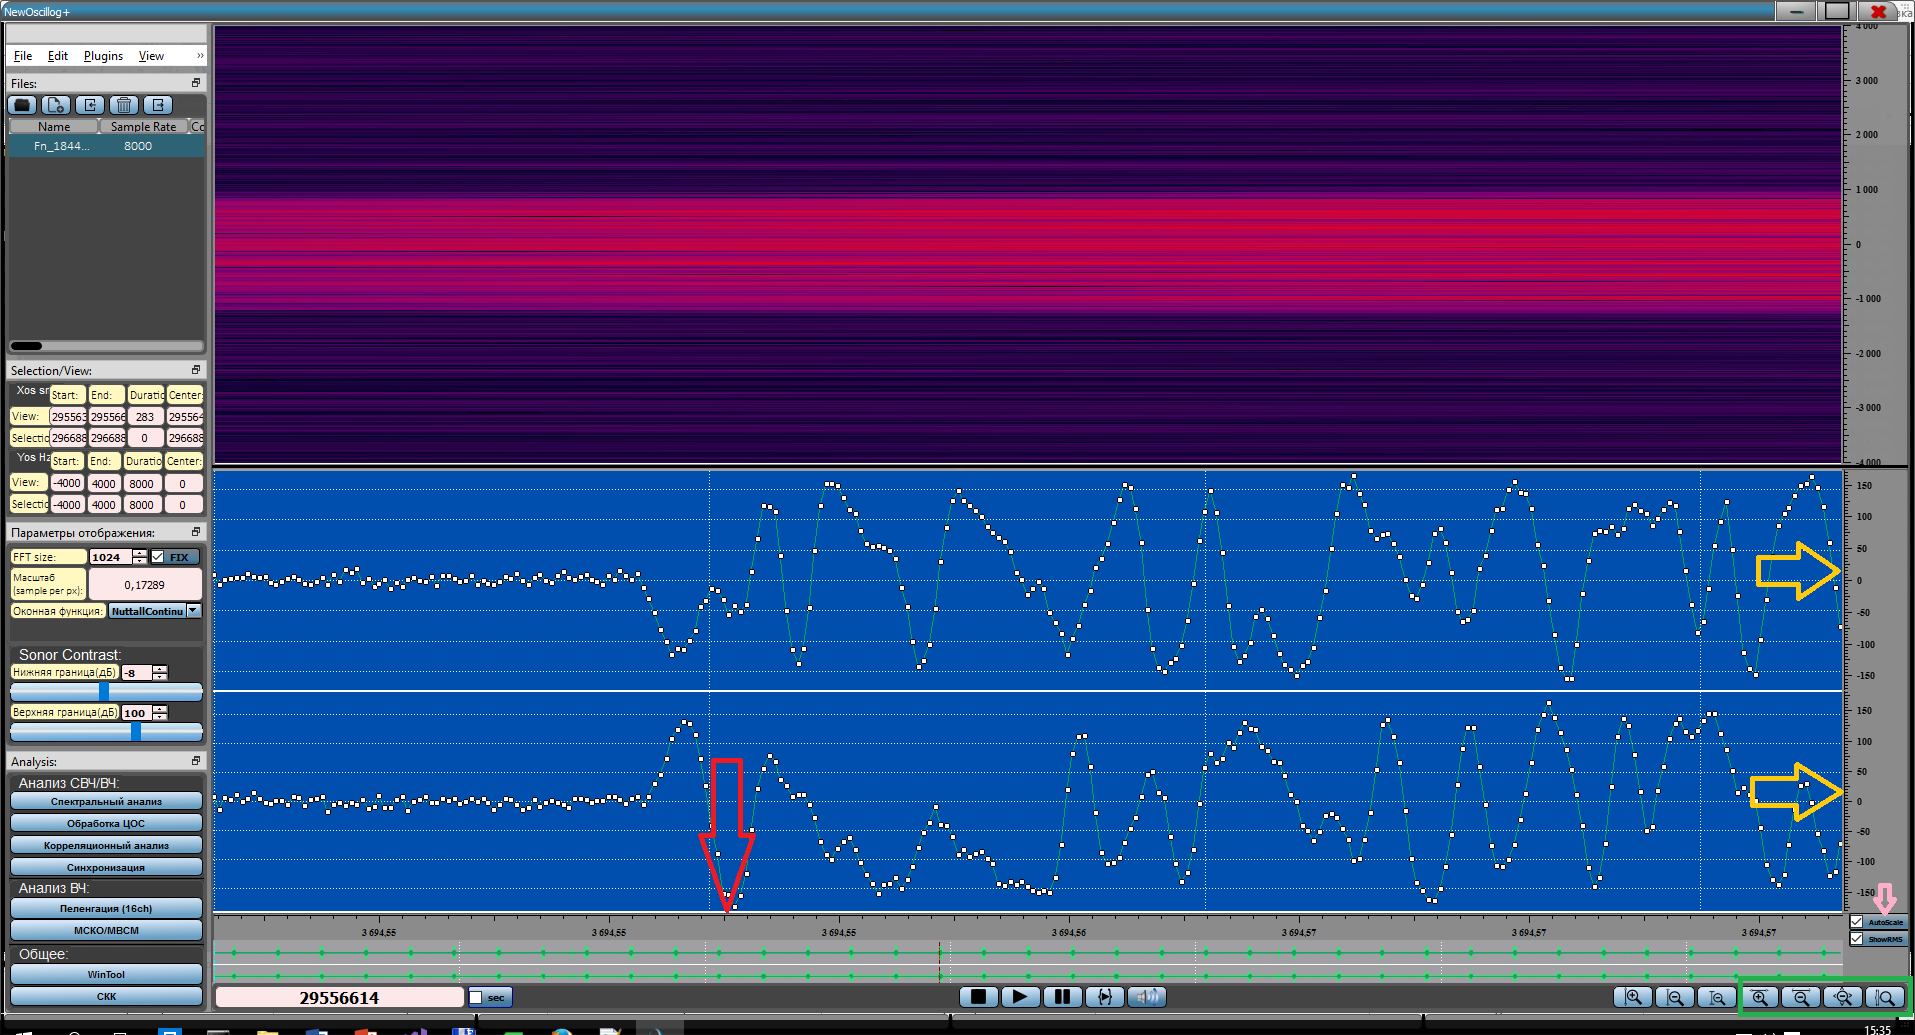 NewOscillog+
вка
File Edit Plugins View »
Files:
Name Sample Rate Co
Fn_1844... 8000
Selection/View:
Xos sr Start: End: Duratic Center:
View: 295563 295566 283 295564
Selectic 296688 296688 0 296688
Yos Hz Start: End: Duratio Center:
View: -4000 4000 8000 0
Selectic -4000 4000 8000 0
Параметры отображения:
FFT size: 1024 FIX
Масштаб
(sample per px): 0,17289
Оконная функция: NuttallContinu
Sonor Contrast:
Нижняя граница(дБ) -8
Верхняя граница(дБ) 100
Analysis:
Анализ СВЧ/ВЧ:
Спектральный анализ
Обработка ЦОС
Корреляционный анализ
Синхронизация
Анализ ВЧ:
Пеленгация (16ch)
МСКО/МВСМ
Общее:
WinTool
СКК
4 000
3 000
2 000
1 000
0
-1 000
-2 000
-3 000
-4 000
150
100
50
0
-50
-100
-150
150
100
50
0
-50
-100
-150
3 694,55 3 694,55 3 694,55 3 694,56 3 694,57 3 694,57 3 694,57
AutoScale
ShowRMS
29556614 sec
15:35